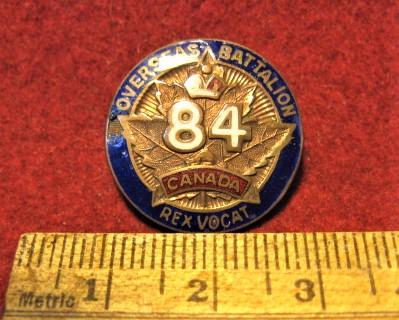 OVERSEAS BATTALION
84
CANADA
REX VOCAT
Metric 1 2 3